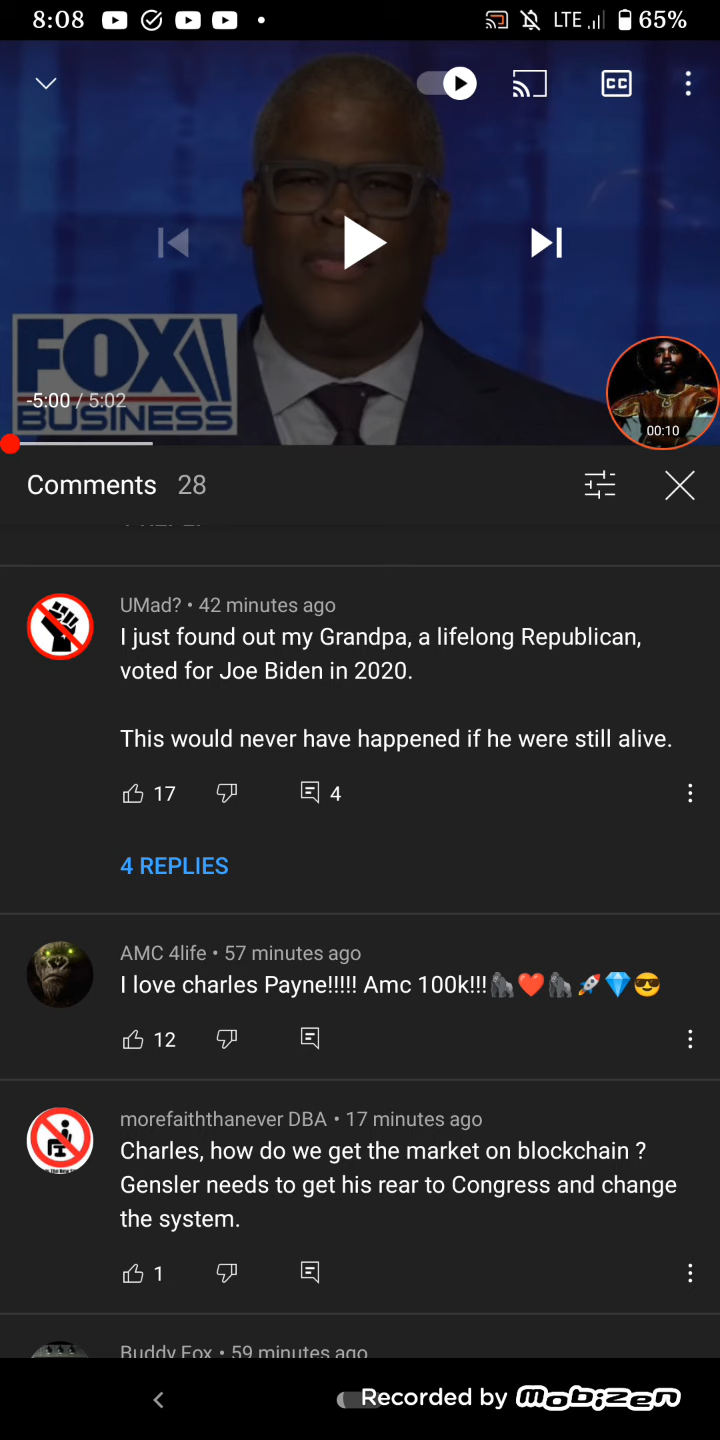 8:08
LTE
65%
CC
FOX
BUSINESS
-5:00 / 5:02
00:10
Comments 28
UMad? • 42 minutes ago
I just found out my Grandpa, a lifelong Republican,
voted for Joe Biden in 2020.
This would never have happened if he were still alive.
17
4
4 REPLIES
AMC 4life • 57 minutes ago
I love charles Payne!!!!! Amc 100k!!!🦍❤️🦍🚀💎😎
12
morefaiththanever DBA • 17 minutes ago
Charles, how do we get the market on blockchain ?
Gensler needs to get his rear to Congress and change
the system.
1
Buddy Fox • 59 minutes ago
Recorded by mobizen